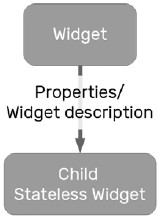 Widget
Properties/
Widget description
Child
Stateless Widget